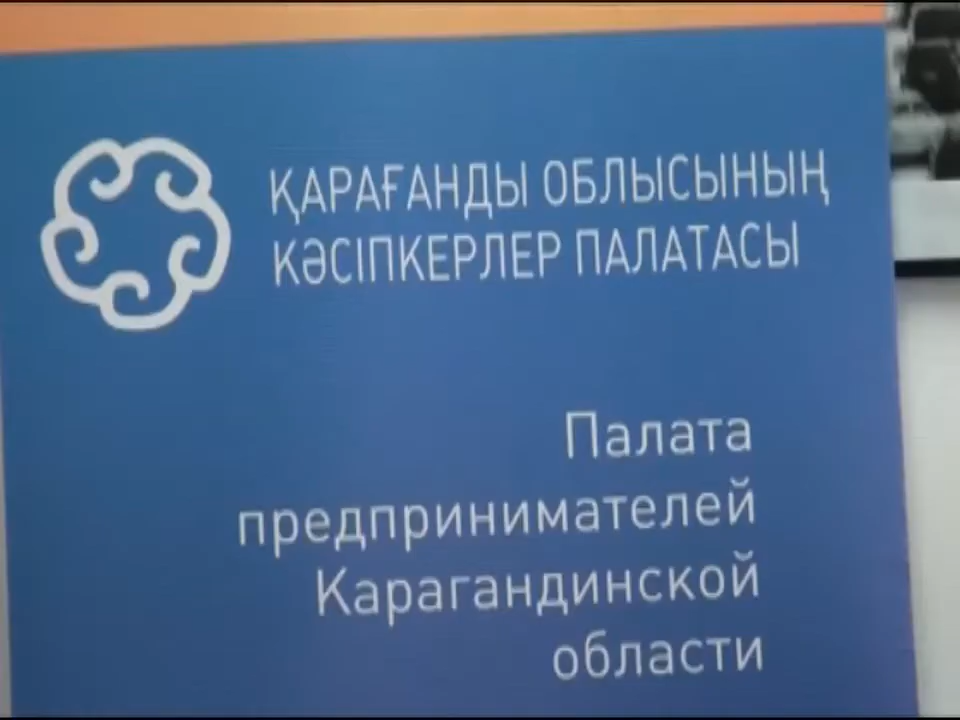 ҚАРАҒАНДЫ ОБЛЫСЫНЫҢ
КӘСІПКЕРЛЕР ПАЛАТАСЫ
Палата
предпринимателей
Карагандинской
области